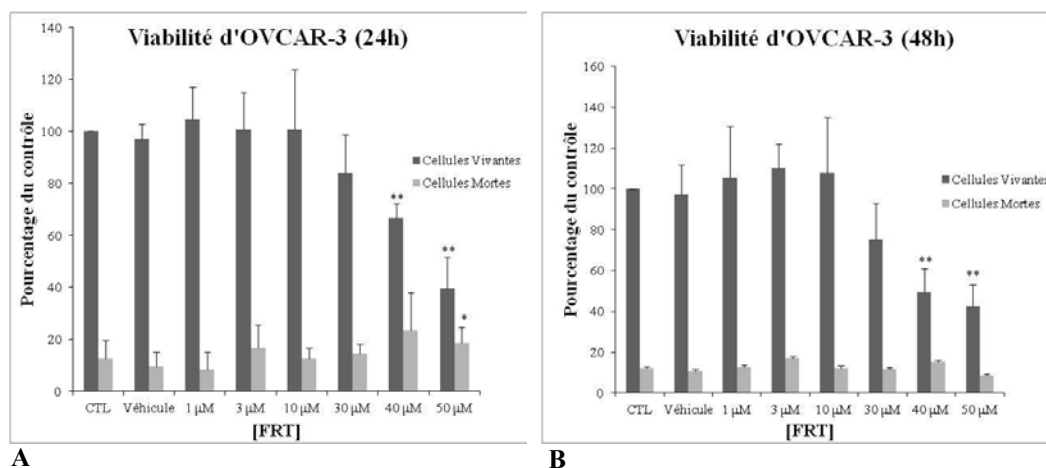 Viabilité d'OVCAR-3 (24h)
Pourcentage du contrôle
140
120
100
80
60
40
20
0
Cellules Vivantes
Cellules Mortes
**
**
*
CTL Véhicule 1 µM 3 µM 10 µM 30 µM 40 µM 50 µM
[FRT]
A
Viabilité d'OVCAR-3 (48h)
Pourcentage du contrôle
160
140
120
100
80
60
40
20
0
Cellules Vivantes
Cellules Mortes
**
**
CTL Véhicule 1 µM 3 µM 10 µM 30 µM 40 µM 50 µM
[FRT]
B